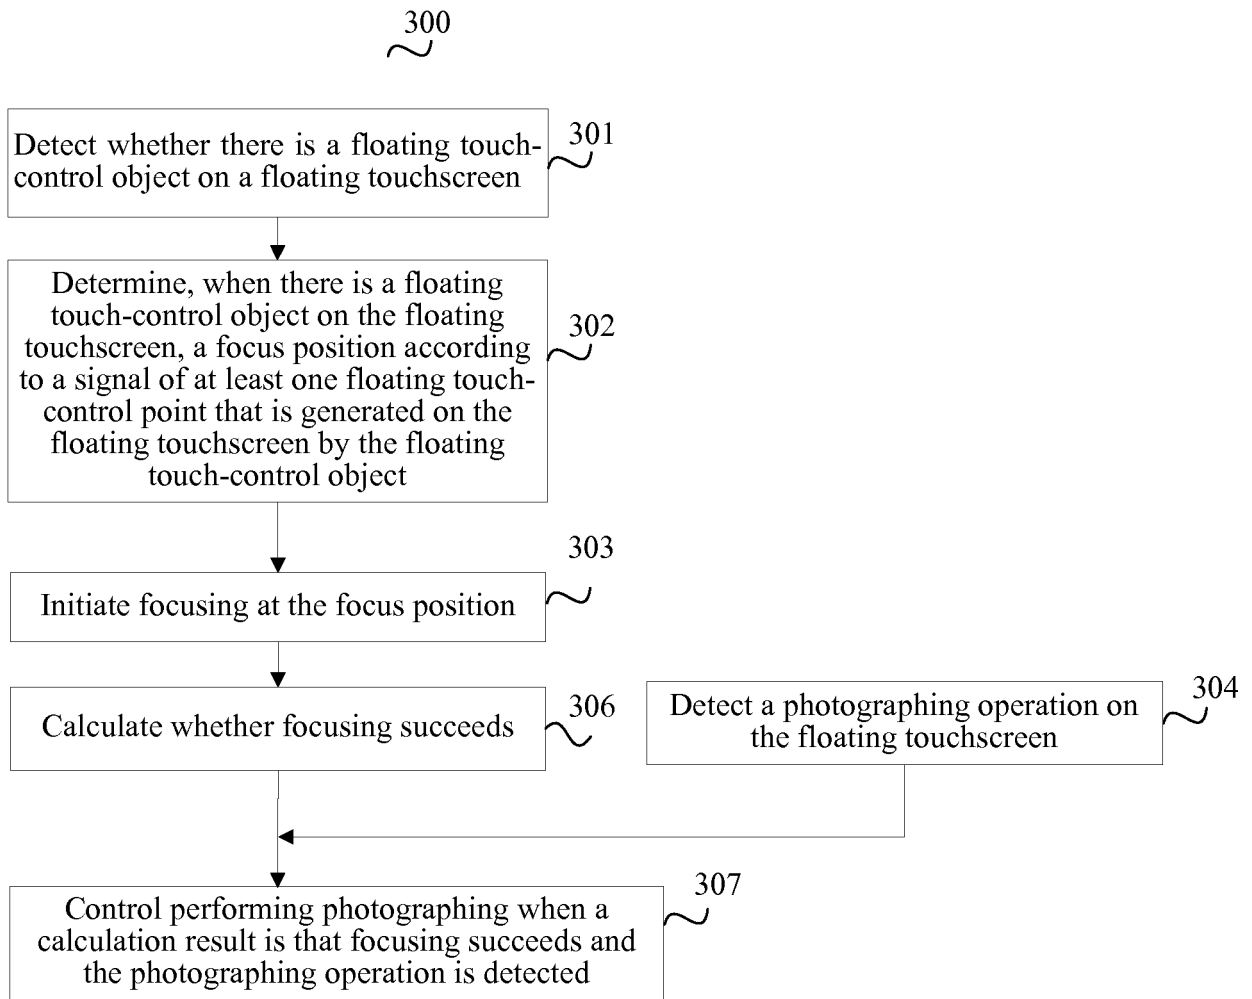 300
Detect whether there is a floating touch-
control object on a floating touchscreen
301
Determine, when there is a floating
touch-control object on the floating
touchscreen, a focus position according
to a signal of at least one floating touch-
control point that is generated on the
floating touchscreen by the floating
touch-control object
302
Initiate focusing at the focus position
303
Calculate whether focusing succeeds
306
Detect a photographing operation on
the floating touchscreen
304
Control performing photographing when a
calculation result is that focusing succeeds and
the photographing operation is detected
307